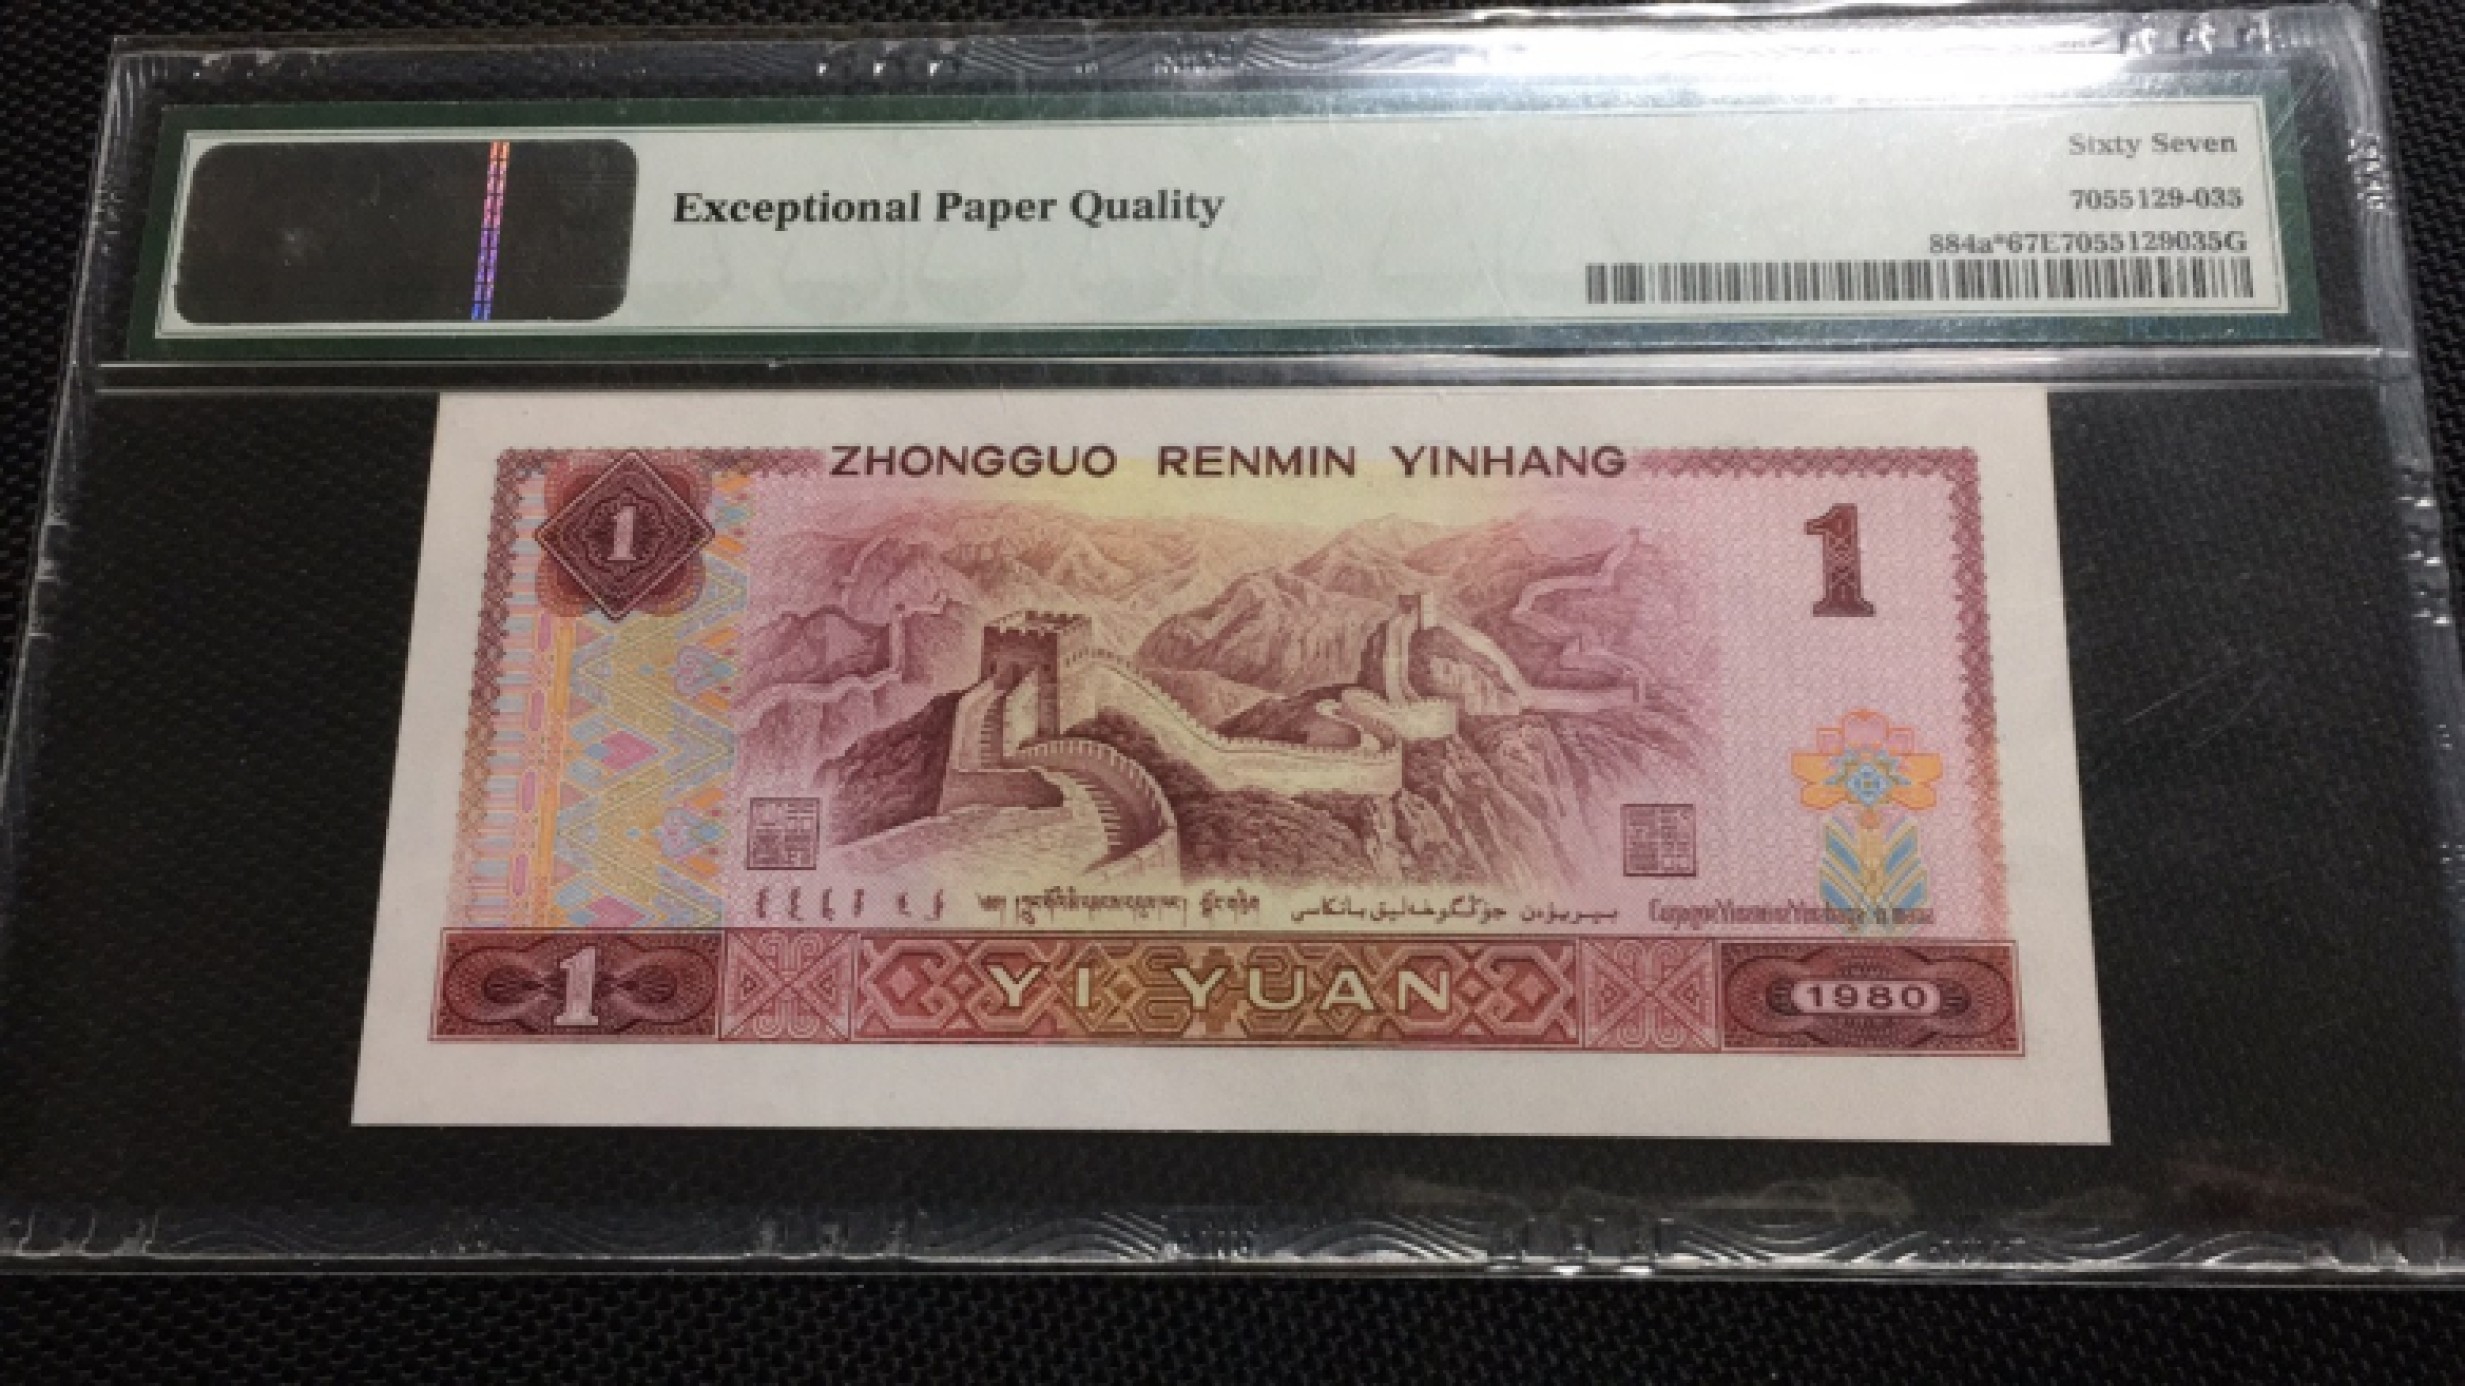 Sixty Seven
Exceptional Paper Quality
7055129-035
884a*67E7055129035G
ZHONGGUO RENMIN YINHANG
1
1
1
YI YUAN
1980